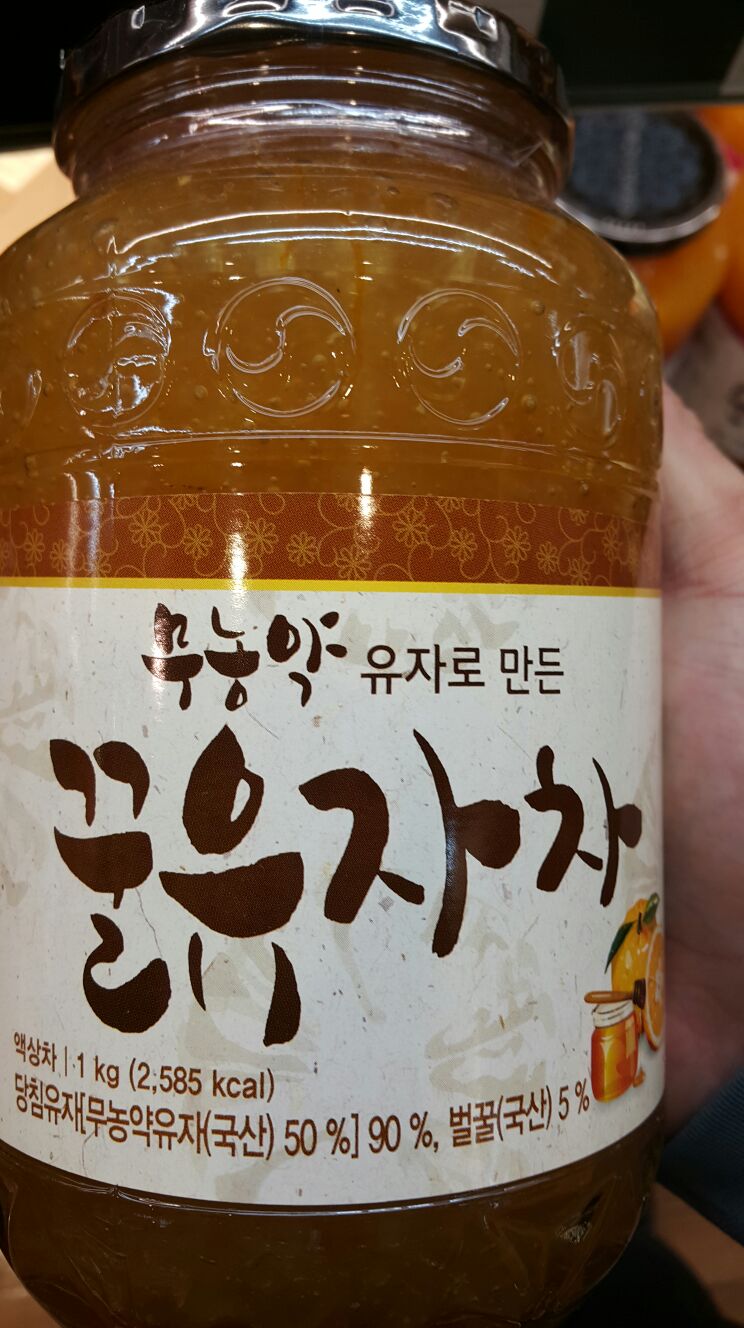 무농약 유자로 만든
꿀유자차
액상차 | 1 kg (2,585 kcal)
당침유자[무농약유자(국산) 50 %] 90 %, 벌꿀(국산) 5 %